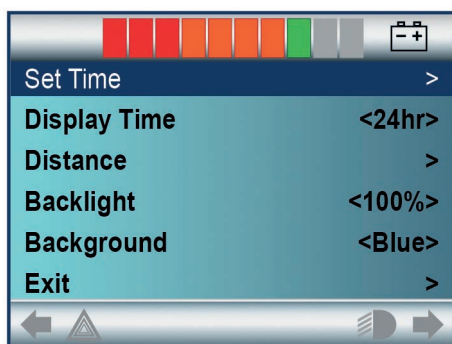 Set Time >
Display Time <24hr>
Distance >
Backlight <100%>
Background <Blue>
Exit >